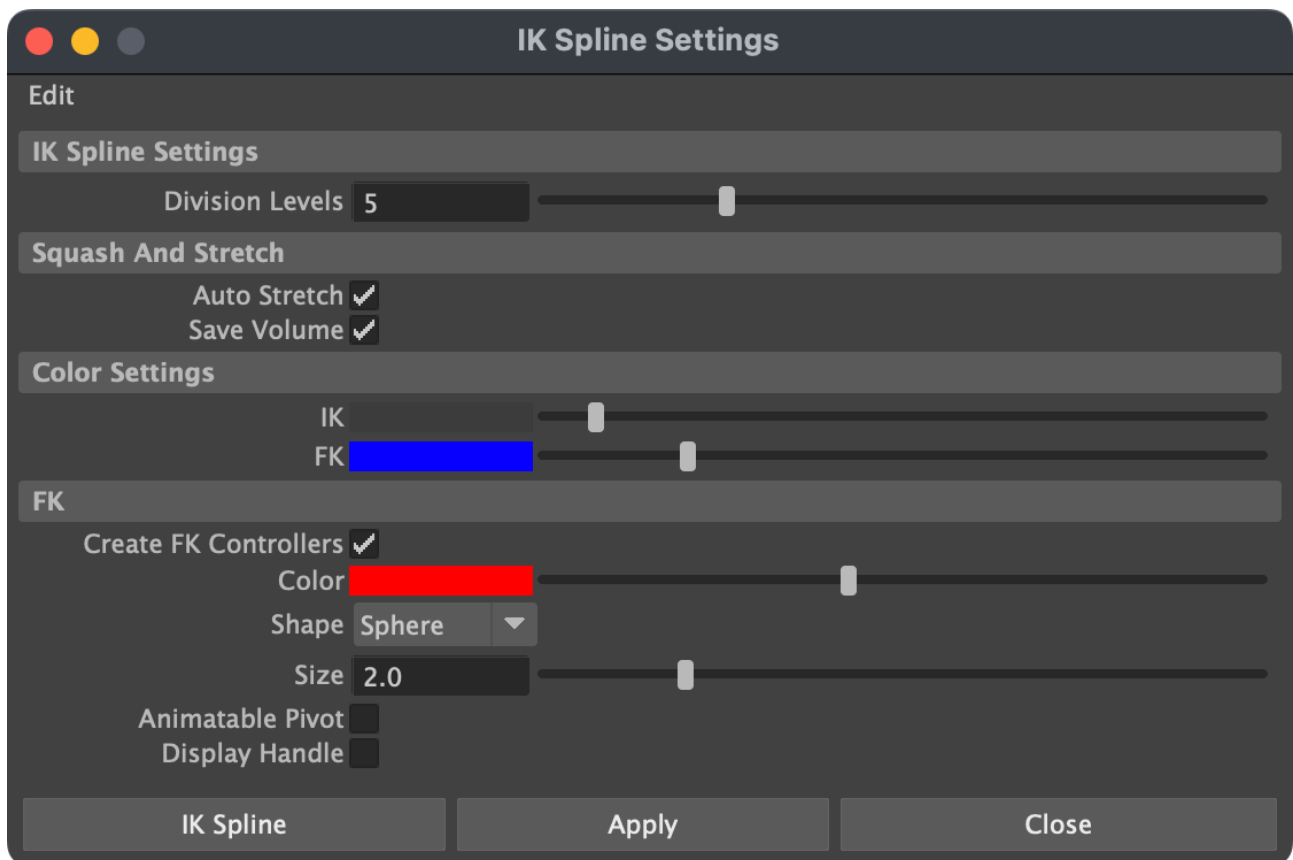 IK Spline Settings
Edit
IK Spline Settings
Division Levels 5
Squash And Stretch
Auto Stretch
Save Volume
Color Settings
IK
FK
FK
Create FK Controllers
Color
Shape Sphere
Size 2.0
Animatable Pivot
Display Handle
IK Spline Apply Close